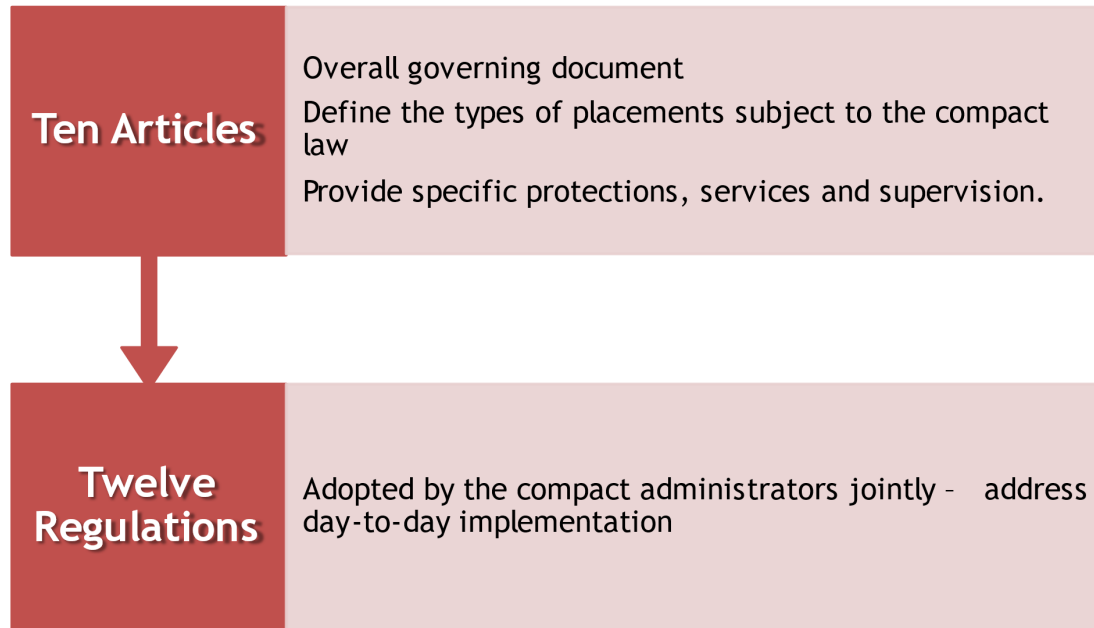 Ten Articles
Overall governing document
Define the types of placements subject to the compact
law
Provide specific protections, services and supervision.
Twelve
Regulations
Adopted by the compact administrators jointly – address
day-to-day implementation